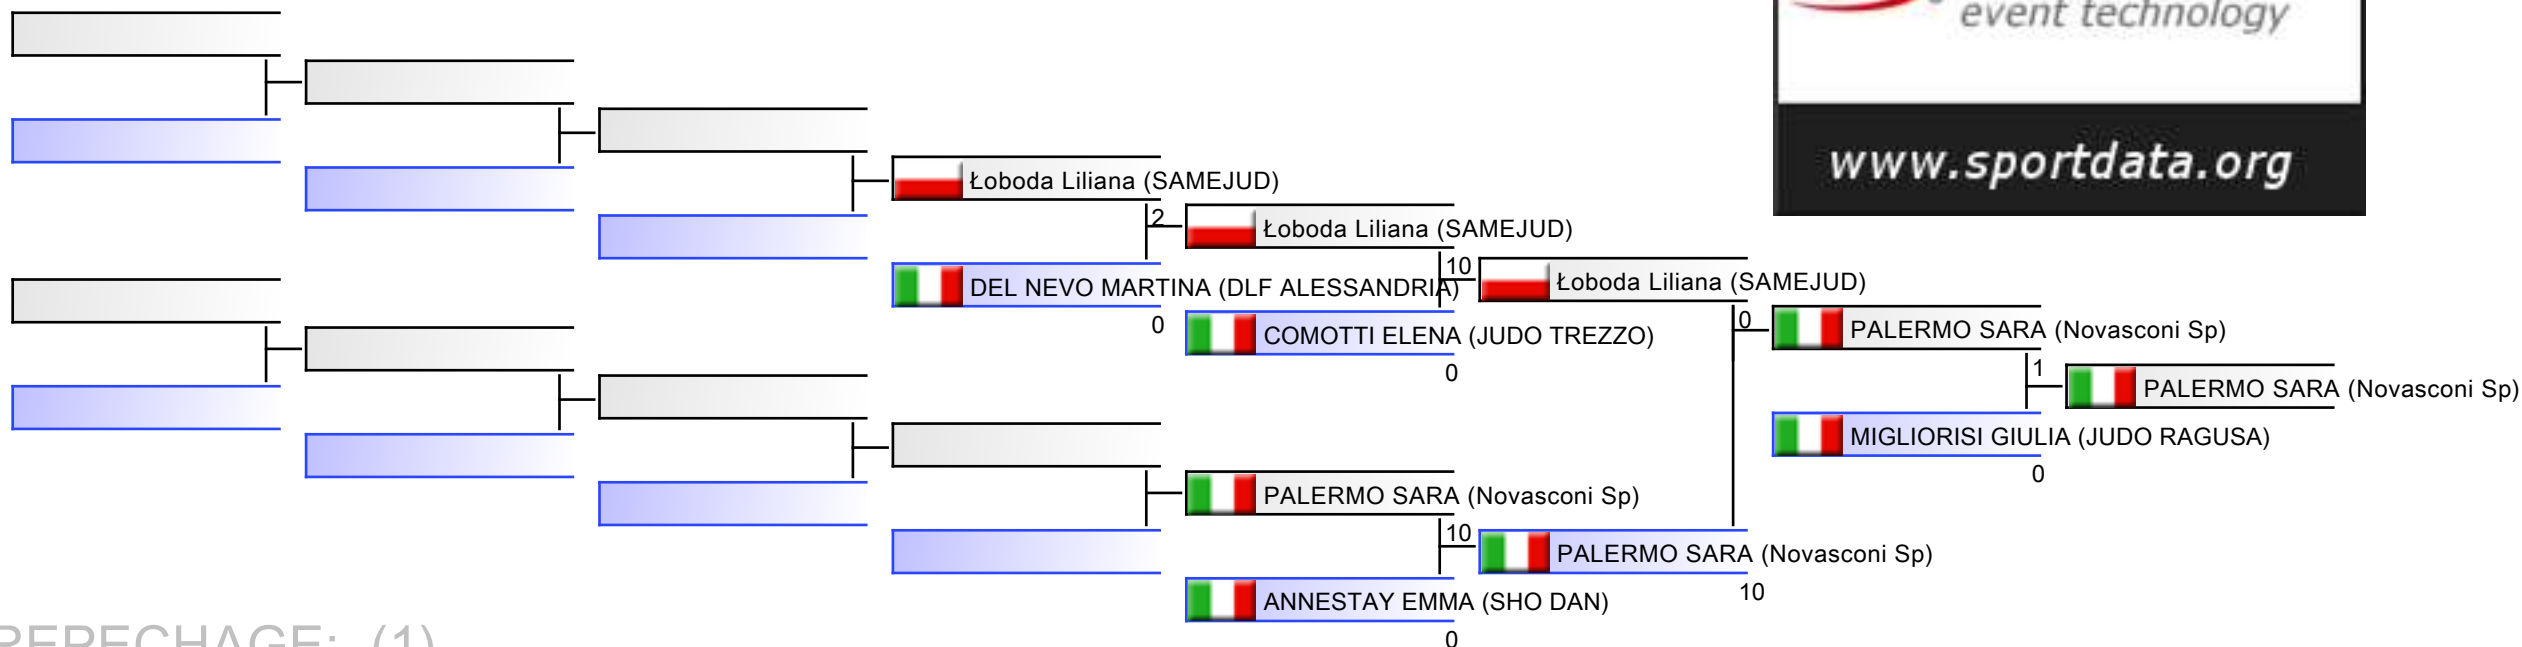 event technology
www.sportdata.org
Łoboda Liliana (SAMEJUD)
2
Łoboda Liliana (SAMEJUD)
DEL NEVO MARTINA (DLF ALESSANDRIA)
0
10
Łoboda Liliana (SAMEJUD)
COMOTTI ELENA (JUDO TREZZO)
0
0
PALERMO SARA (Novasconi Sp)
1
PALERMO SARA (Novasconi Sp)
MIGLIORISI GIULIA (JUDO RAGUSA)
0
PALERMO SARA (Novasconi Sp)
10
PALERMO SARA (Novasconi Sp)
10
ANNESTAY EMMA (SHO DAN)
0
REPECHAGE: (1)